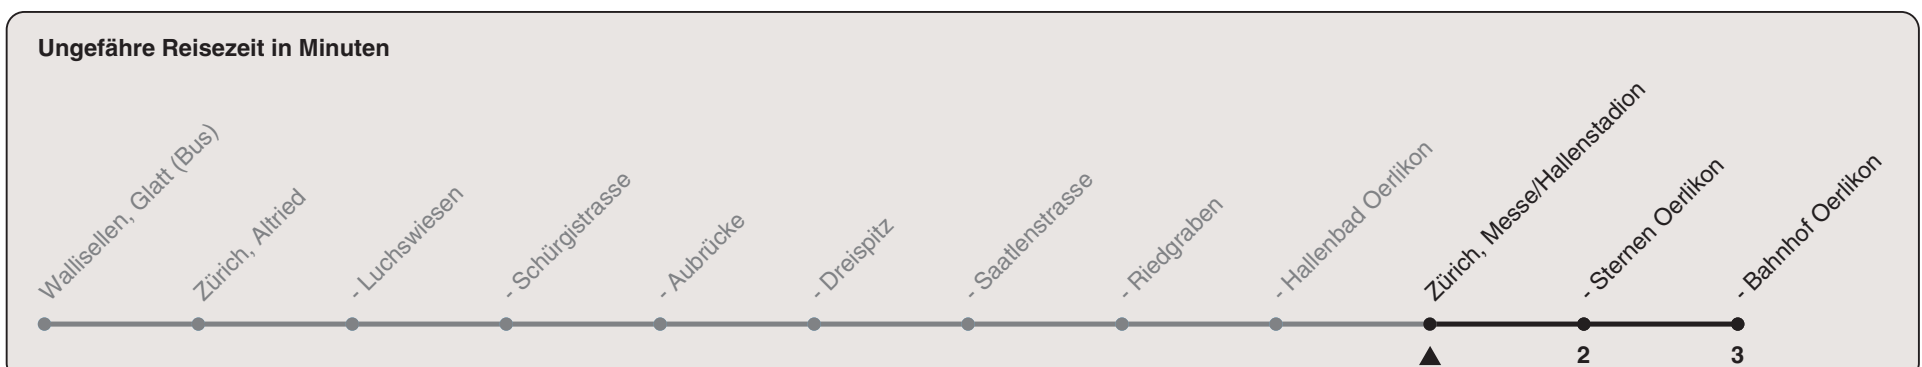 Ungefähre Reisezeit in Minuten
Wallisellen, Glatt (Bus)
Zürich, Altried
- Luchswiesen
- Schürgistrasse
- Aubrücke
- Dreispitz
- Saatlenstrasse
- Riedgraben
- Hallenbad Oerlikon
Zürich, Messe/Hallenstadion
- Sternen Oerlikon
- Bahnhof Oerlikon
2
3